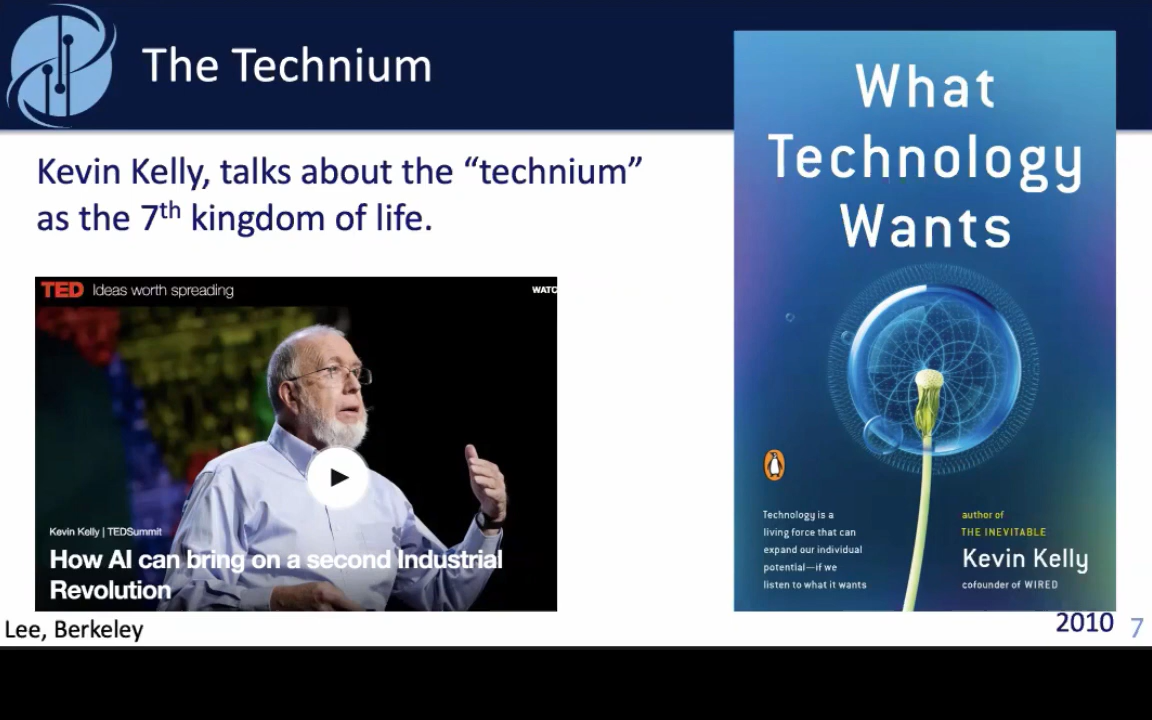 The Technium
Kevin Kelly, talks about the “technium”
as the 7th kingdom of life.
TED Ideas worth spreading
WATC
Kevin Kelly | TEDSummit
How AI can bring on a second Industrial
Revolution
Lee, Berkeley
What
Technology
Wants
Technology is a
living force that can
expand our individual
potential—if we
listen to what it wants
author of
THE INEVITABLE
Kevin Kelly
cofounder of WIRED
2010
7